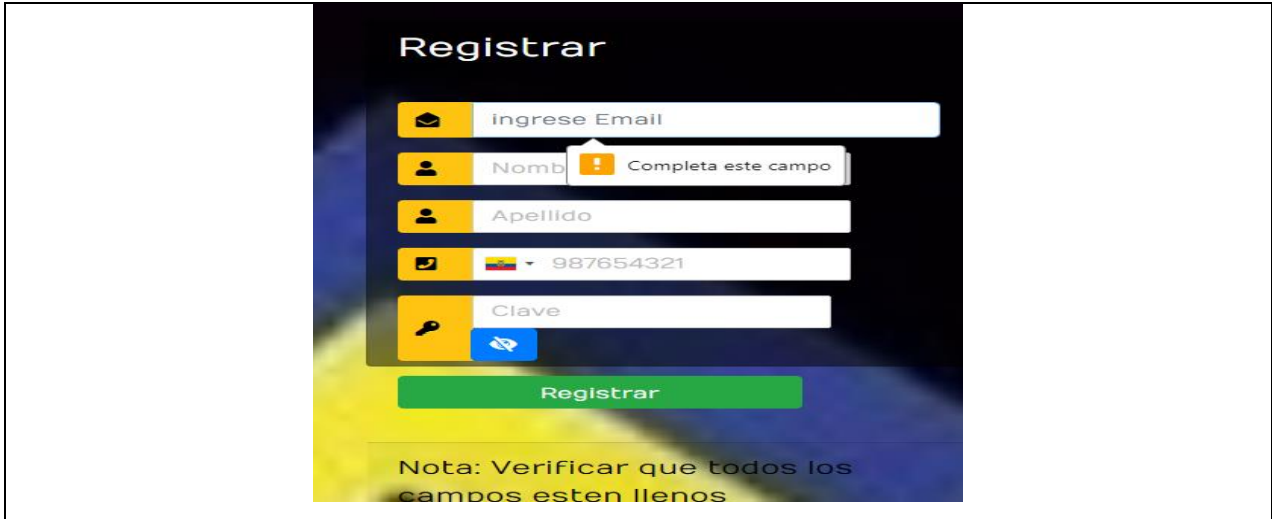 Registrar
ingrese Email
Nomb
Completa este campo
Apellido
987654321
Clave
Registrar
Nota: Verificar que todos los
campos esten llenos